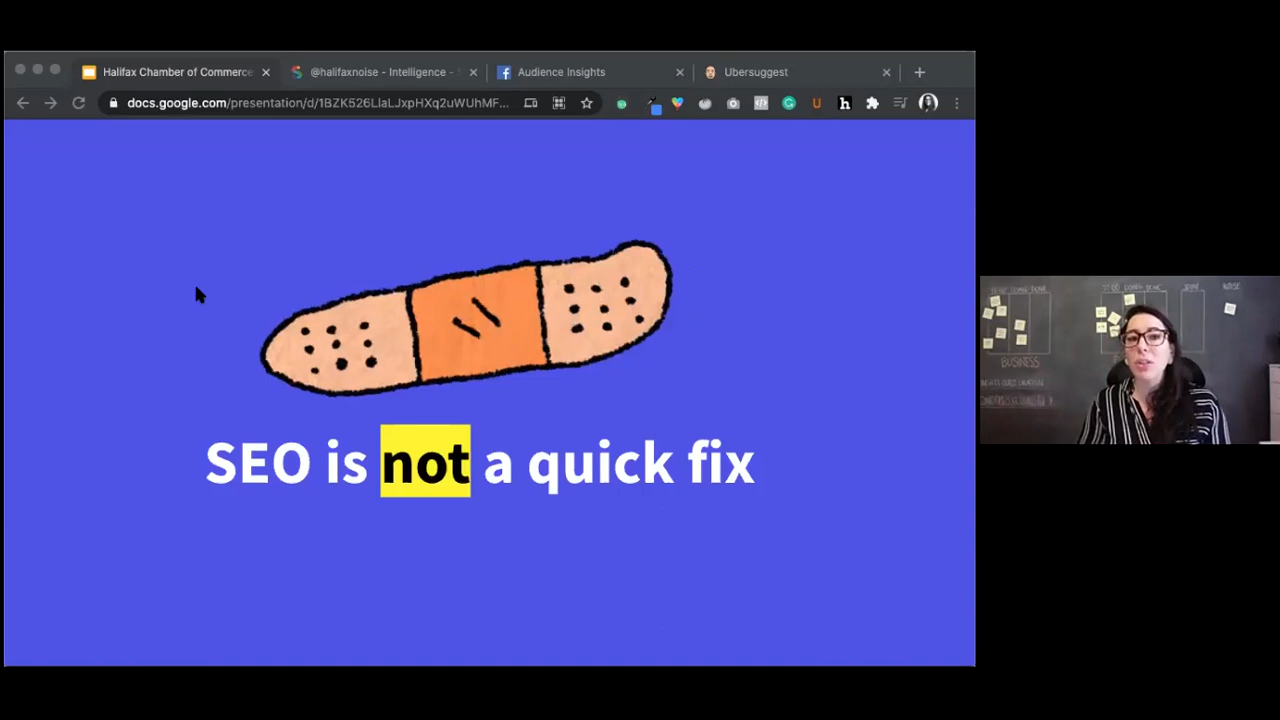 Halifax Chamber of Commerce
@halifaxnoise - Intelligence -
Audience Insights
Ubersuggest
docs.google.com/presentation/d/1BZK526LlaLJxpHXq2uWUhMF...
SEO is not a quick fix
BUSINESS